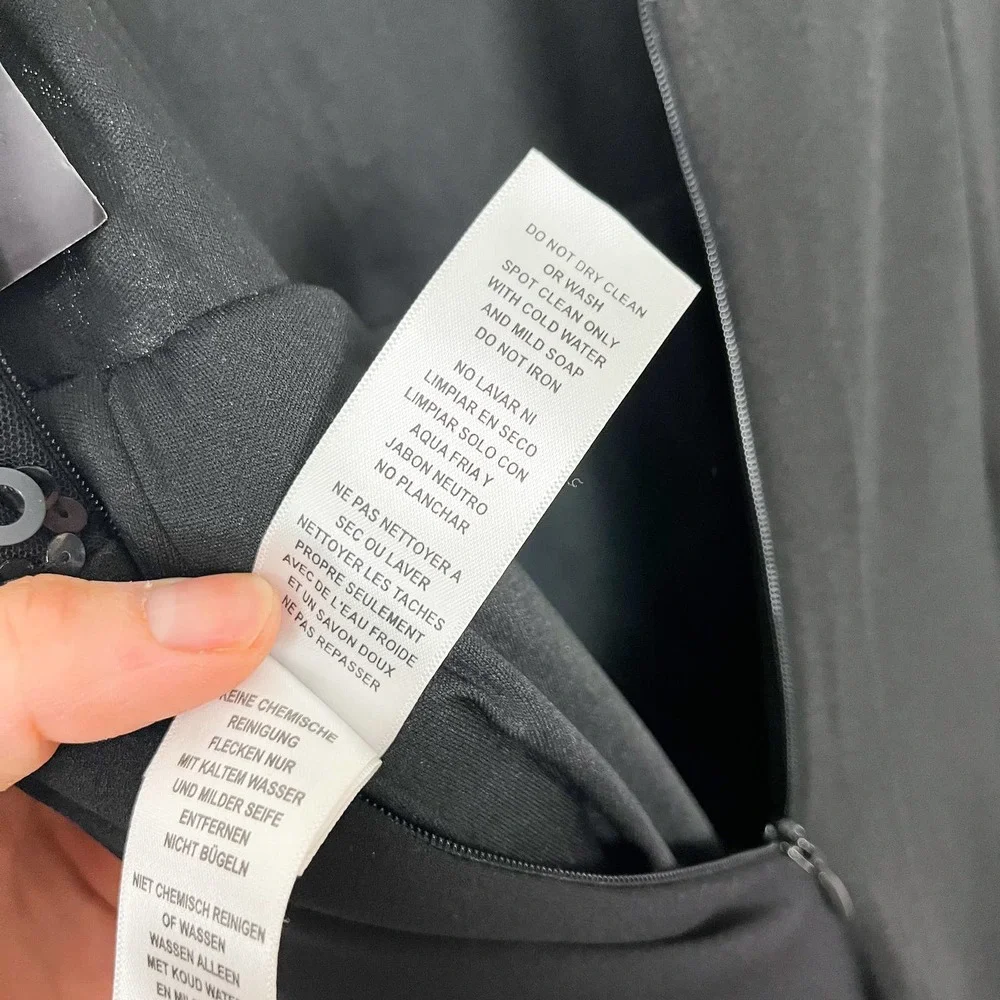 DO NOT DRY CLEAN
OR WASH
SPOT CLEAN ONLY
WITH COLD WATER
AND MILD SOAP
DO NOT IRON
NO LAVAR NI
LIMPIAR EN SECO
LIMPIAR SOLO CON
AQUA FRIA Y
JABON NEUTRO
NO PLANCHAR
NE PAS NETTOYER A
SEC OU LAVER
NETTOYER LES TACHES
PROPRE SEULEMENT
AVEC DE L'EAU FROIDE
ET UN SAVON DOUX
NE PAS REPASSER
KEINE CHEMISCHE
REINIGUNG
FLECKEN NUR
MIT KALTEM WASSER
UND MILDER SEIFE
ENTFERNEN
NICHT BÜGELN
NIET CHEMISCH REINIGEN
OF WASSEN
WASSEN ALLEEN
MET KOUD
EN